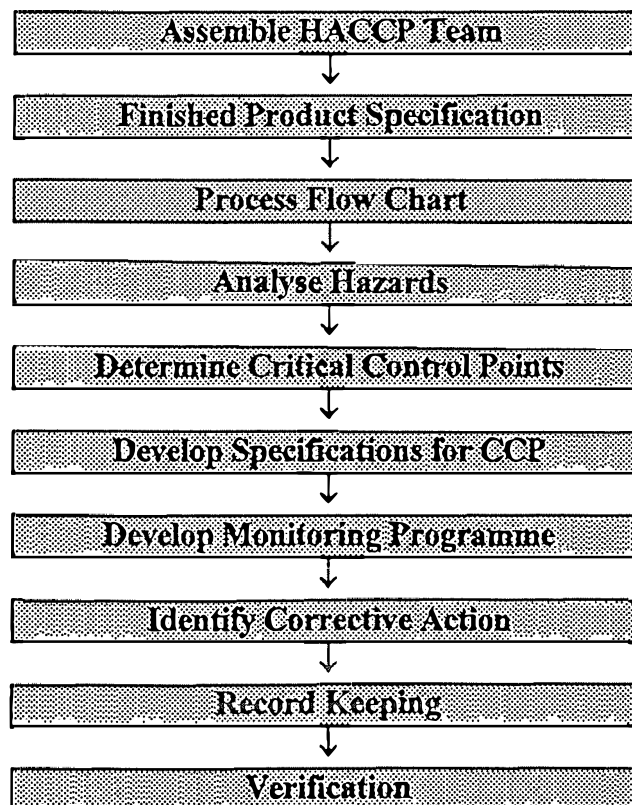 Assemble HACCP Team
Finished Product Specification
Process Flow Chart
Analyse Hazards
Determine Critical Control Points
Develop Specifications for CCP
Develop Monitoring Programme
Identify Corrective Action
Record Keeping
Verification